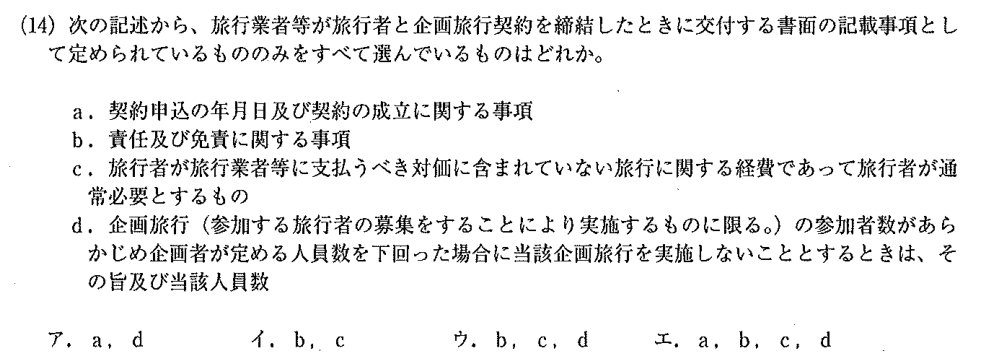 (14) 次の記述から、旅行業者等が旅行者と企画旅行契約を締結したときに交付する書面の記載事項とし
て定められているもののみをすべて選んでいるものはどれか。
a．契約申込の年月日及び契約の成立に関する事項
b．責任及び免責に関する事項
c．旅行者が旅行業者等に支払うべき対価に含まれていない旅行に関する経費であって旅行者が通
常必要とするもの
d．企画旅行（参加する旅行者の募集をすることにより実施するものに限る。）の参加者数があら
かじめ企画者が定める人員数を下回った場合に当該企画旅行を実施しないこととするときは、そ
の旨及び当該人員数
ア．a，d　イ．b，c　ウ．b，c，d　エ．a，b，c，d